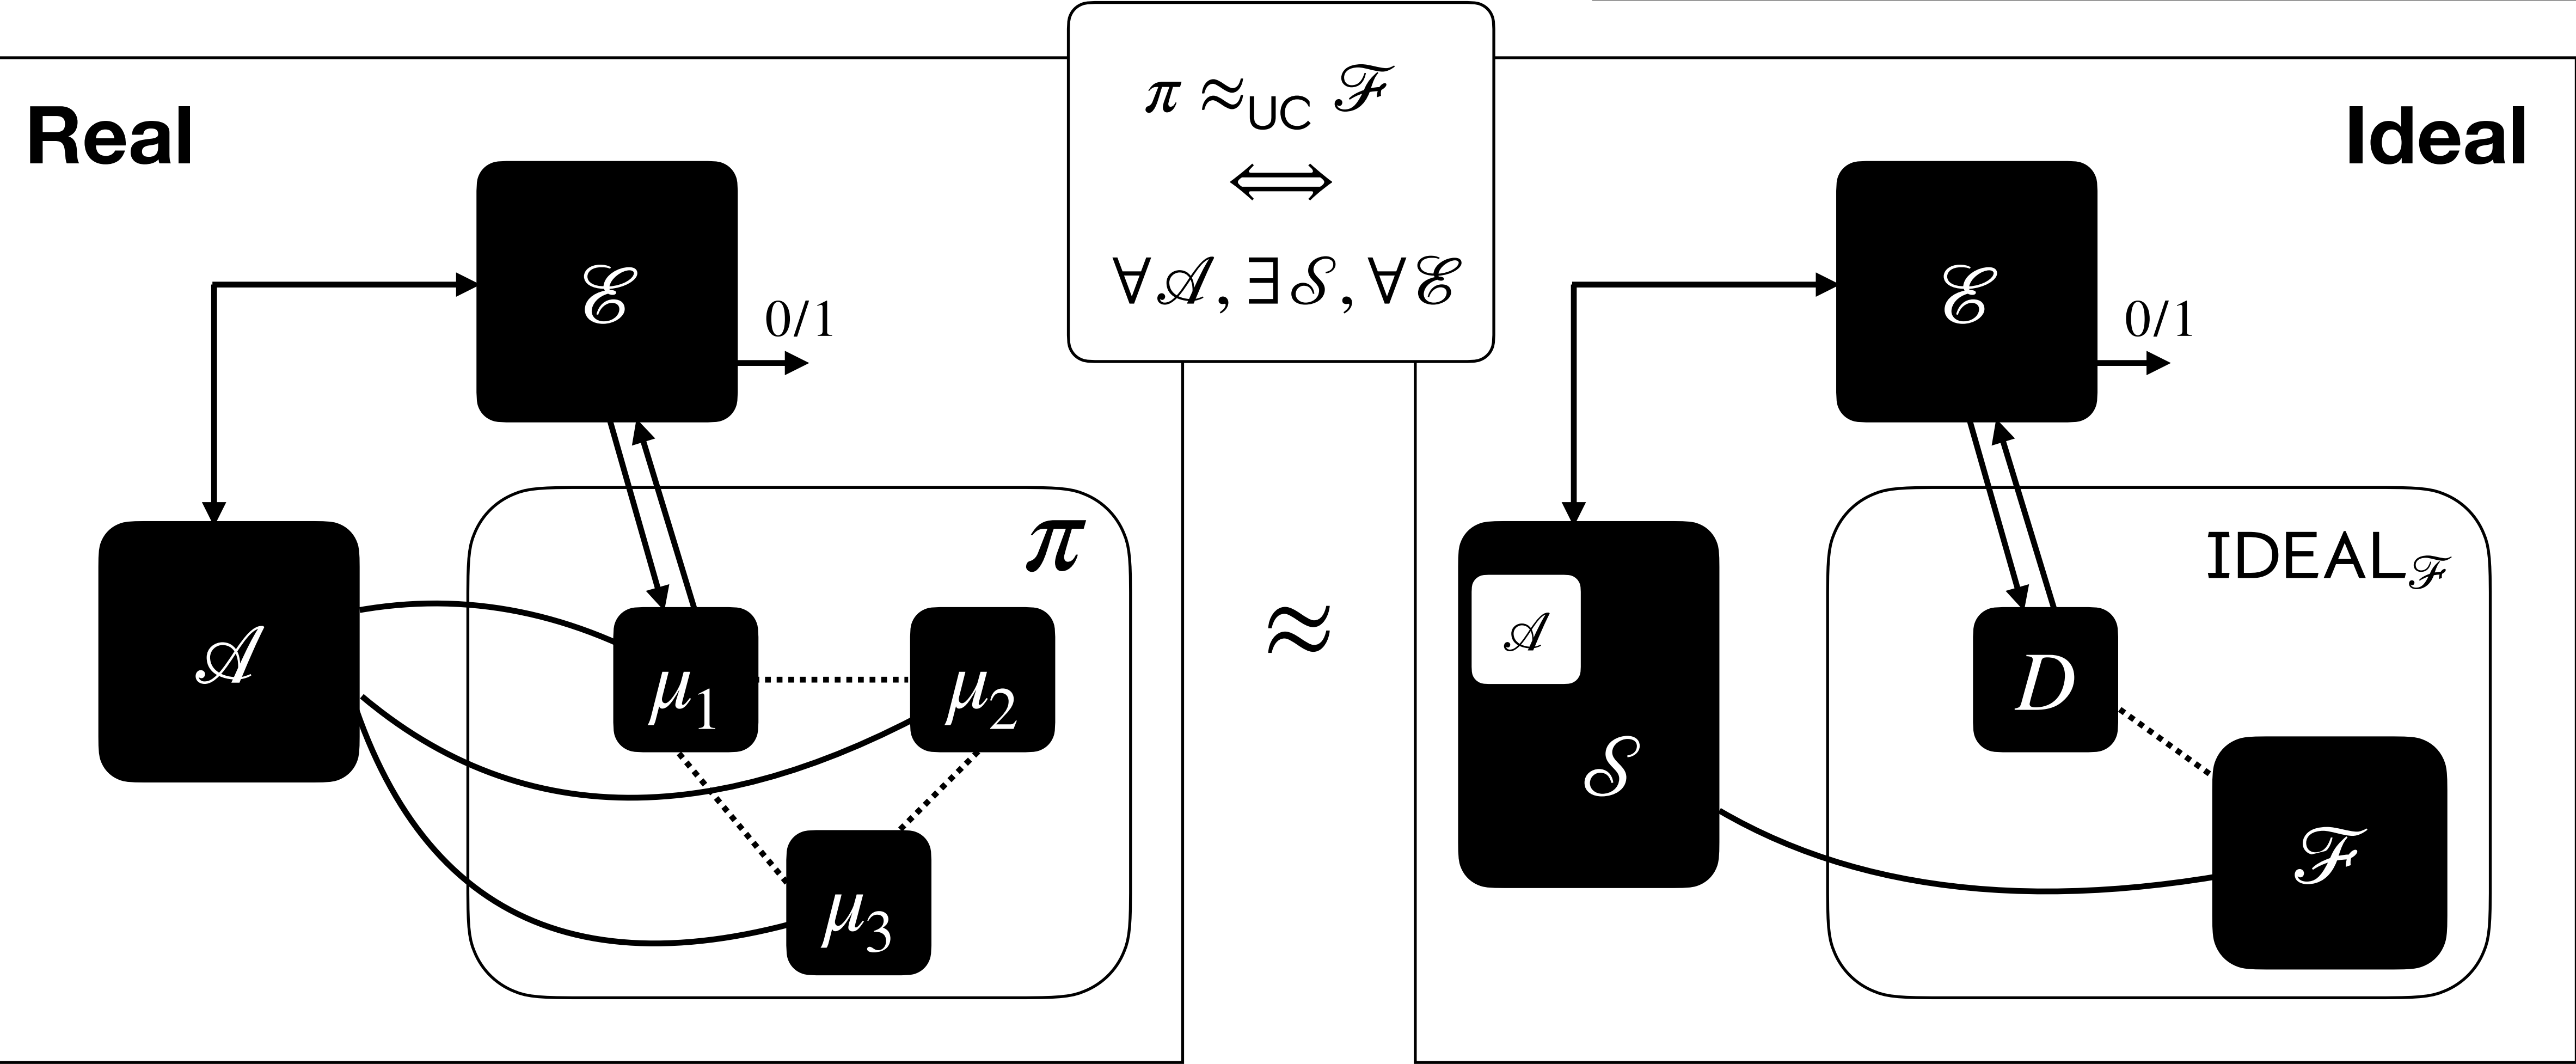 Real
ℰ
0/1
𝒜
π
μ₁
μ₂
μ₃
π ≈UC ℱ
⟺
∀𝒜, ∃𝒮, ∀ℰ
≈
Ideal
ℰ
0/1
𝒜
𝒮
IDEALℱ
D
ℱ